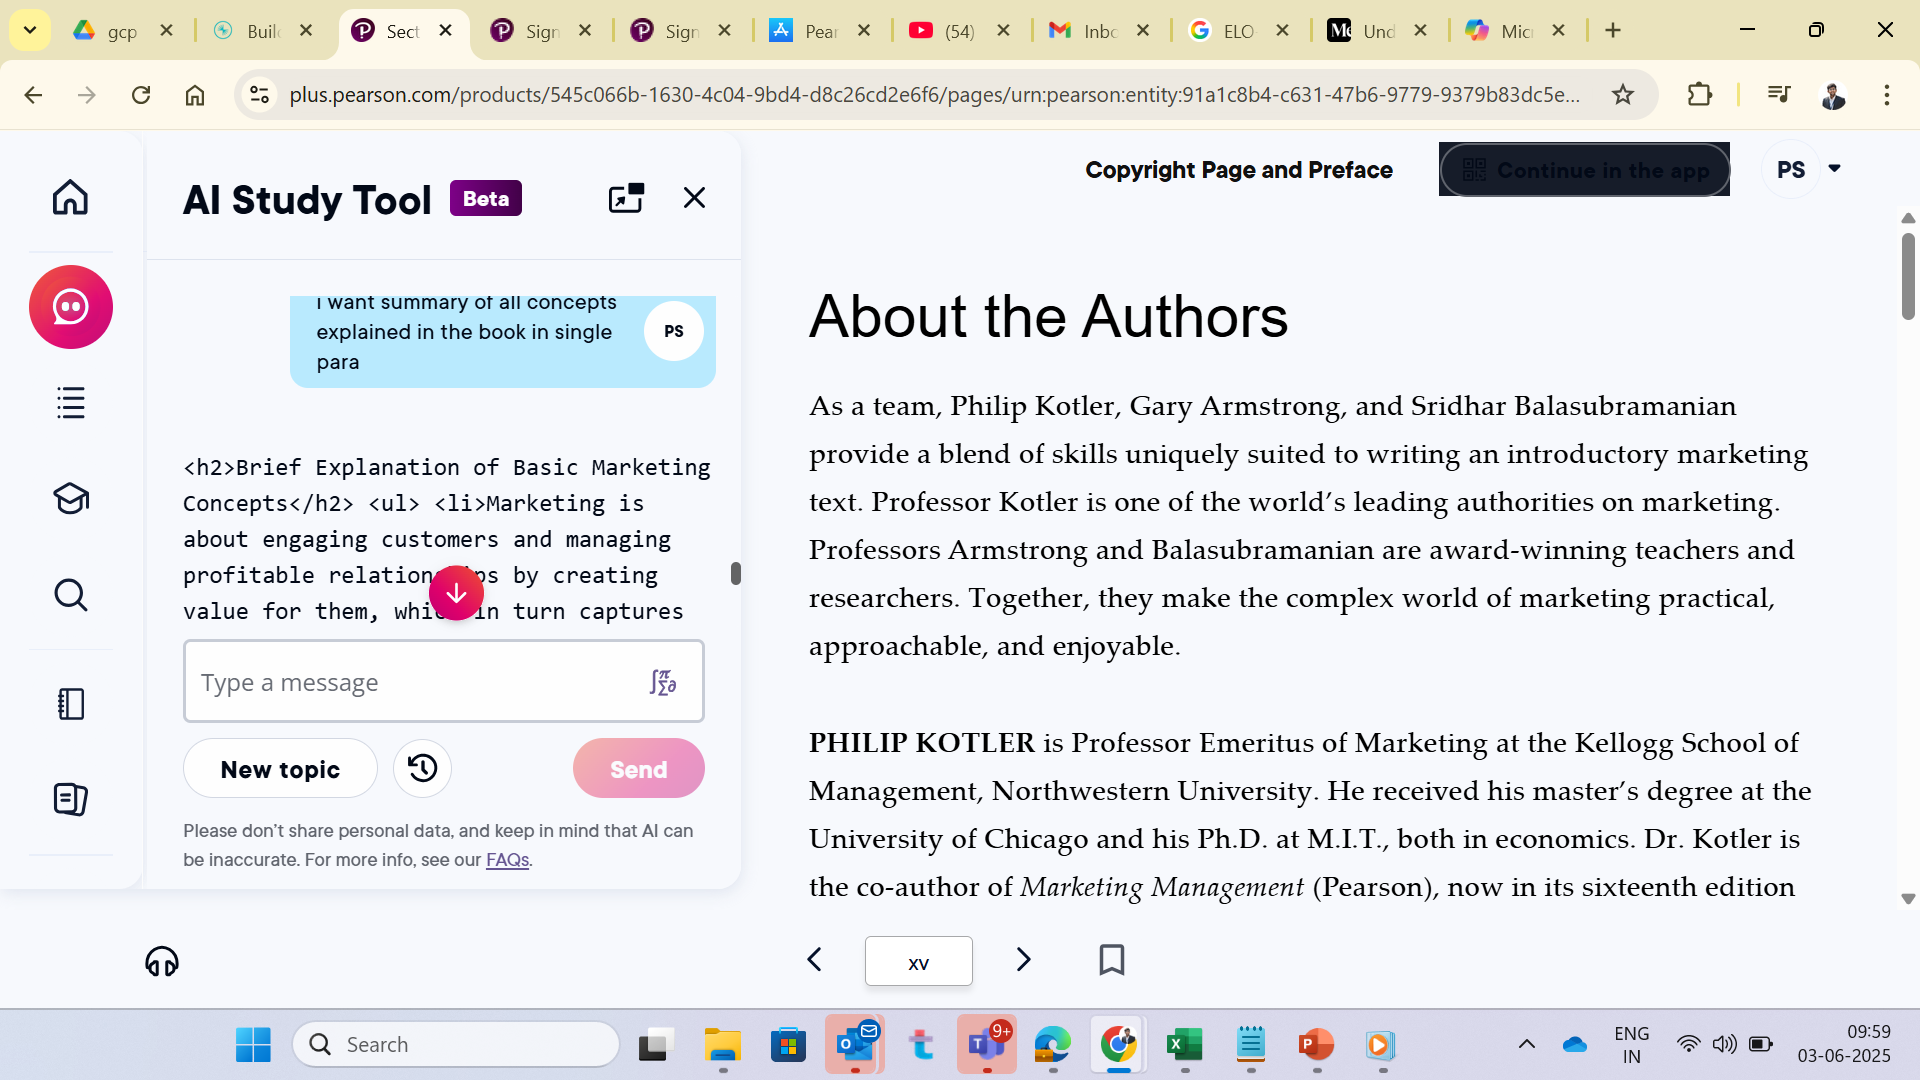 gcp
Build
Sect
Sign
Sign
Pear
(54)
Inbo
ELO
Und
Micr
plus.pearson.com/products/545c066b-1630-4c04-9bd4-d8c26cd2e6f6/pages/urn:pearson:entity:91a1c8b4-c631-47b6-9779-9379b83dc5e...
AI Study Tool
Beta
i want summary of all concepts
explained in the book in single
para
PS
<h2>Brief Explanation of Basic Marketing
Concepts</h2> <ul> <li>Marketing is
about engaging customers and managing
profitable relationships by creating
value for them, which in turn captures
Type a message
New topic
Send
Please don't share personal data, and keep in mind that AI can
be inaccurate. For more info, see our FAQs.
Copyright Page and Preface
Continue in the app
PS
About the Authors
As a team, Philip Kotler, Gary Armstrong, and Sridhar Balasubramanian
provide a blend of skills uniquely suited to writing an introductory marketing
text. Professor Kotler is one of the world's leading authorities on marketing.
Professors Armstrong and Balasubramanian are award-winning teachers and
researchers. Together, they make the complex world of marketing practical,
approachable, and enjoyable.
PHILIP KOTLER is Professor Emeritus of Marketing at the Kellogg School of
Management, Northwestern University. He received his master's degree at the
University of Chicago and his Ph.D. at M.I.T., both in economics. Dr. Kotler is
the co-author of Marketing Management (Pearson), now in its sixteenth edition
xv
Search
9+
ENG
IN
09:59
03-06-2025